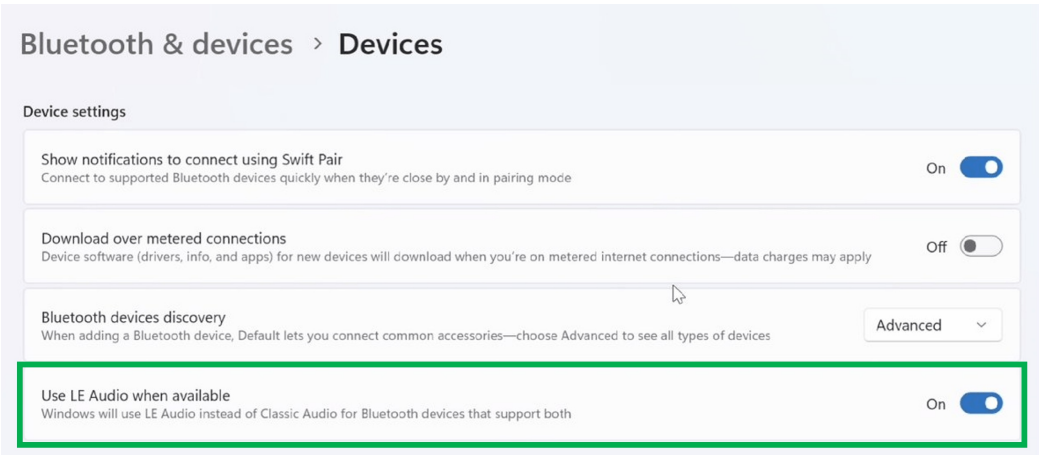 Bluetooth & devices > Devices
Device settings
Show notifications to connect using Swift Pair
Connect to supported Bluetooth devices quickly when they're close by and in pairing mode
On
Download over metered connections
Device software (drivers, info, and apps) for new devices will download when you're on metered internet connections—data charges may apply
Off
Bluetooth devices discovery
When adding a Bluetooth device, Default lets you connect common accessories—choose Advanced to see all types of devices
Advanced
Use LE Audio when available
Windows will use LE Audio instead of Classic Audio for Bluetooth devices that support both
On